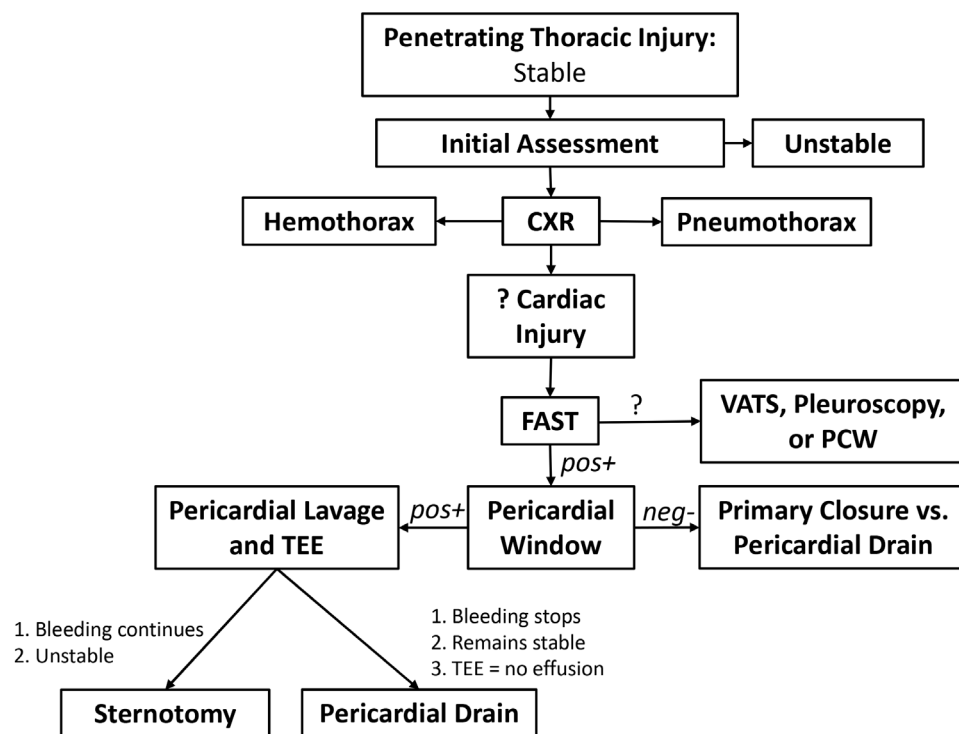 Penetrating Thoracic Injury:
Stable
Initial Assessment
Unstable
Hemothorax
CXR
Pneumothorax
? Cardiac
Injury
FAST
?
VATS, Pleuroscopy,
or PCW
pos+
Pericardial Lavage
and TEE
pos+
Pericardial
Window
neg-
Primary Closure vs.
Pericardial Drain
1. Bleeding continues
2. Unstable
1. Bleeding stops
2. Remains stable
3. TEE = no effusion
Sternotomy
Pericardial Drain